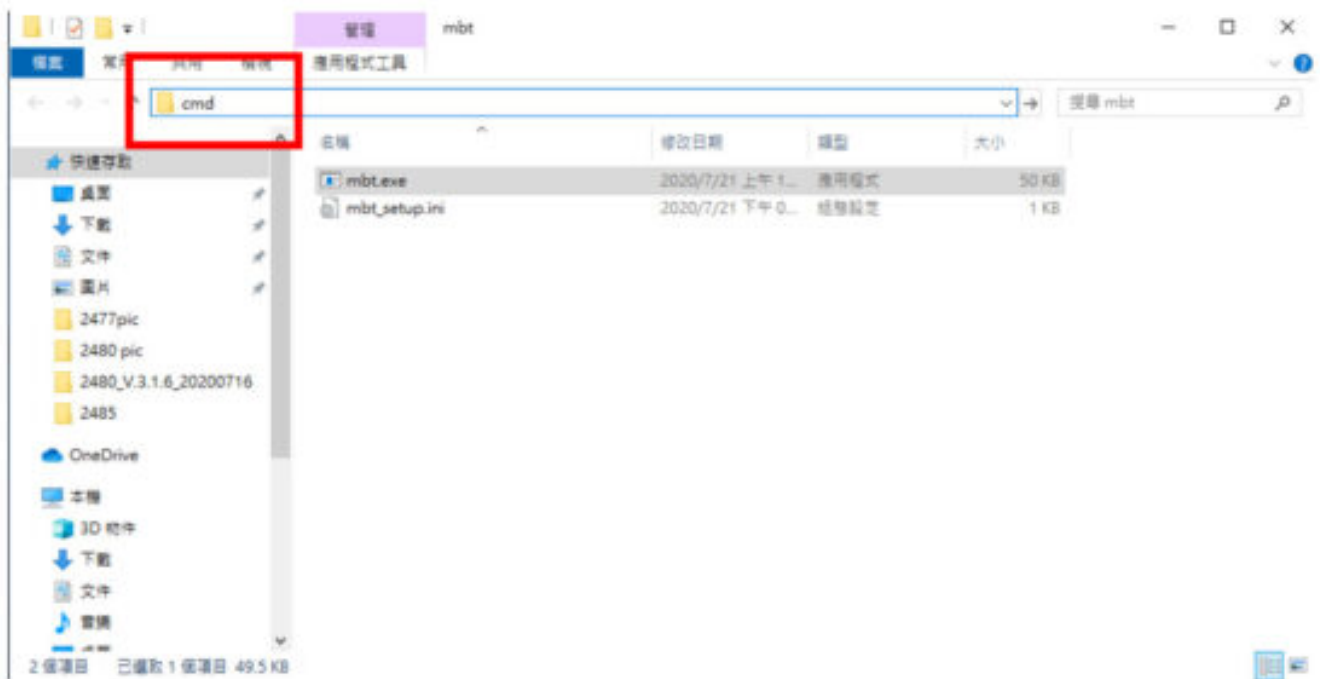 管理 mbt
檔案 常用 共用 檢視 應用程式工具
cmd
搜尋 mbt
名稱 修改日期 類型 大小
快速存取
mbt.exe 2020/7/21 上午 1... 應用程式 50 KB
桌面
mbt_setup.ini 2020/7/21 下午 0... 組態設定 1 KB
下載
文件
圖片
2477pic
2480 pic
2480_V.3.1.6_20200716
2485
OneDrive
本機
3D 物件
下載
文件
音樂
2 個項目 已選取 1 個項目 49.5 KB